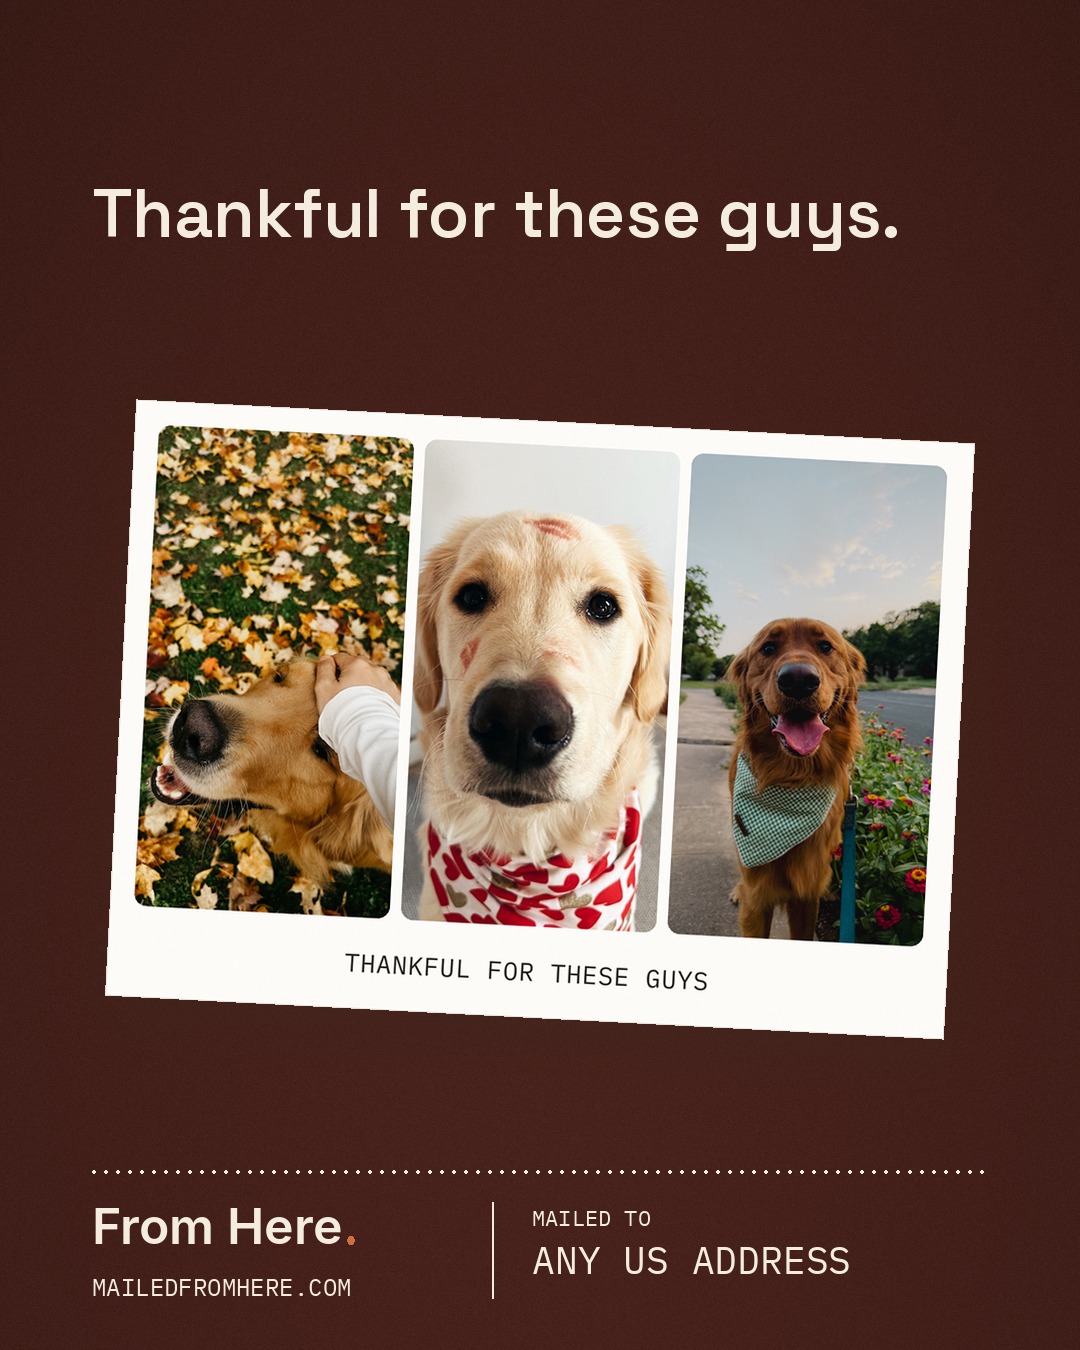 Thankful for these guys.
THANKFUL FOR THESE GUYS
From Here.
MAILEDFROMHERE.COM
MAILED TO
ANY US ADDRESS